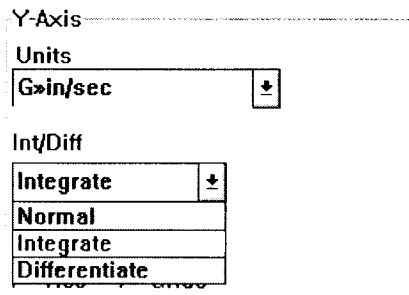 Y-Axis
Units
G»in/sec
Int/Diff
Integrate
Normal
Integrate
Differentiate